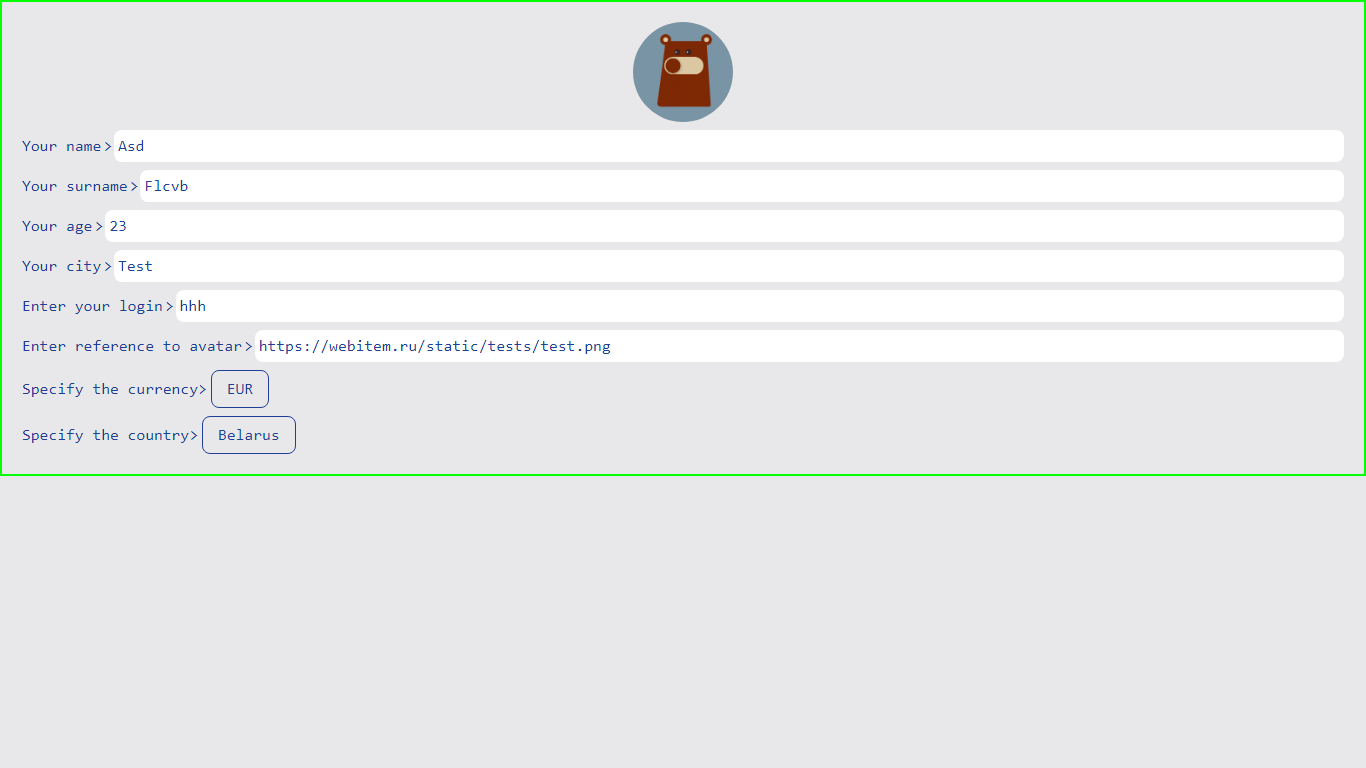 Your name> Asd
Your surname> Flcvb
Your age> 23
Your city> Test
Enter your login> hhh
Enter reference to avatar> https://webitem.ru/static/tests/test.png
Specify the currency> EUR
Specify the country> Belarus